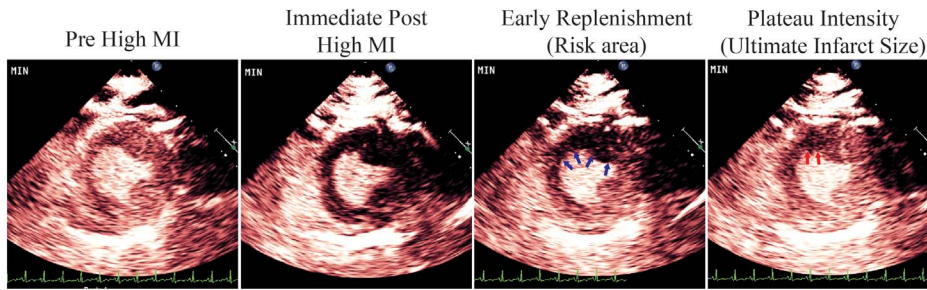 Pre High MI
Immediate Post
High MI
Early Replenishment
(Risk area)
Plateau Intensity
(Ultimate Infarct Size)
MIN
MIN
MIN
MIN